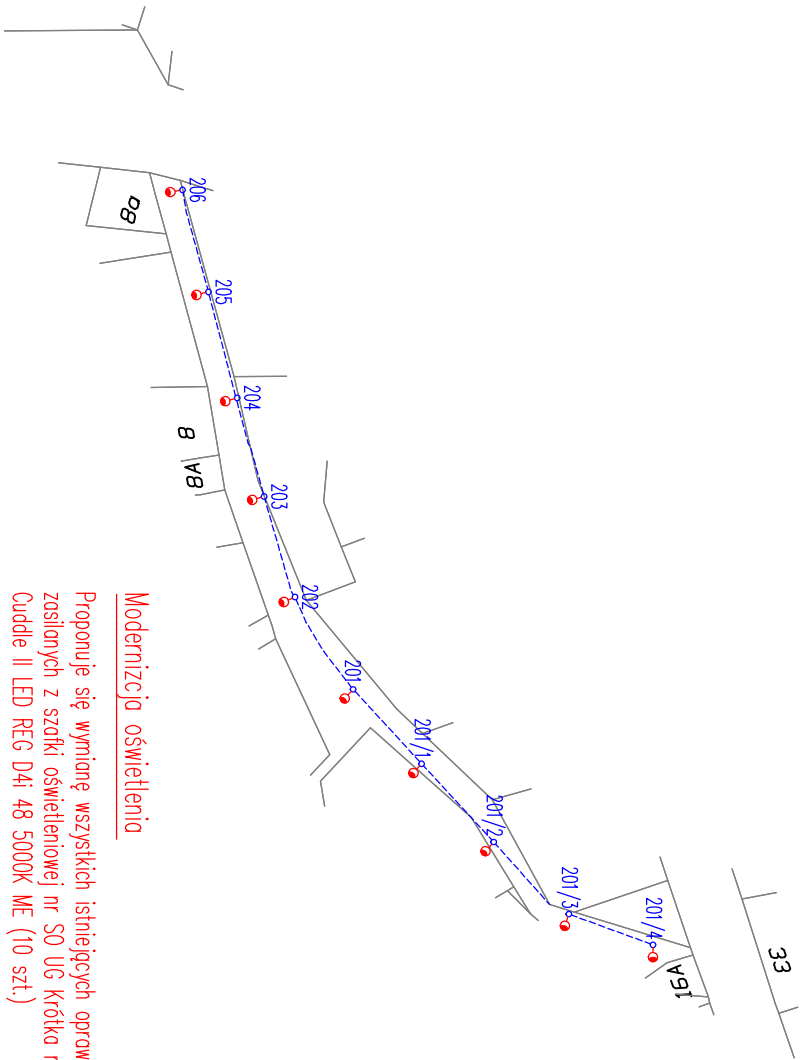 206
205
204
203
202
201
201/1
201/2
201/3
201/4
8a
8
8A
16A
33
Modernizcja oświetlenia
Proponuje się wymianę wszystkich istniejących opraw
zasilanych z szafki oświetleniowej nr SO UG Krótka
Cuddle II LED REG D4i 48 5000K ME (10 szt.)